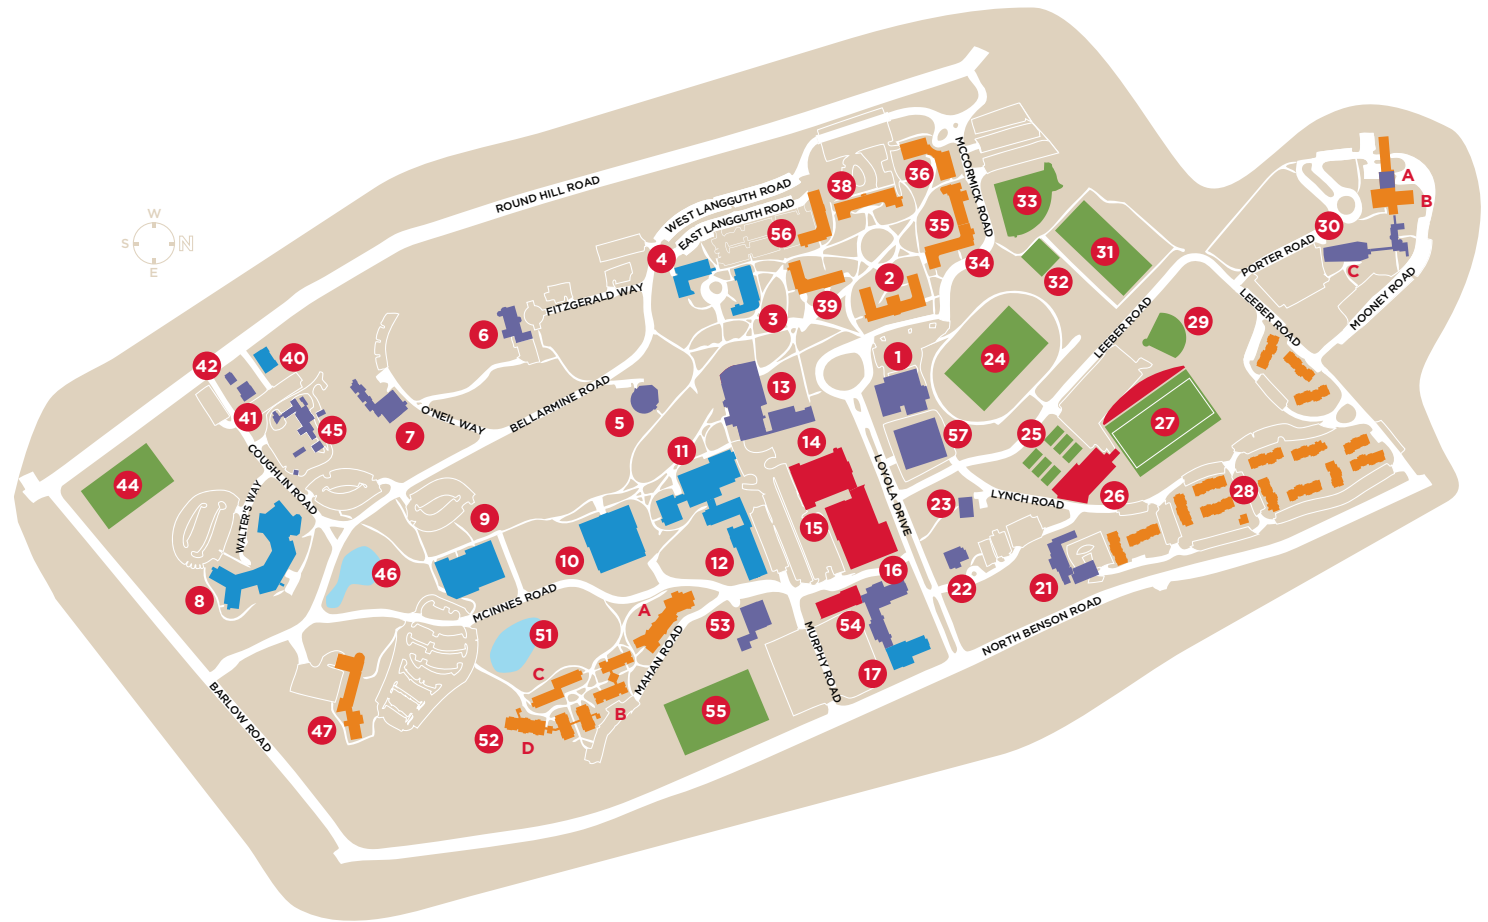 W
S
N
E
ROUND HILL ROAD
WEST LANGGUTH ROAD
EAST LANGGUTH ROAD
MCCORMICK ROAD
FITZGERALD WAY
BELLARMINE ROAD
O'NEIL WAY
COUGHLIN ROAD
WALTER'S WAY
BARLOW ROAD
MCINNES ROAD
MAHAN ROAD
MURPHY ROAD
LOYOLA DRIVE
LYNCH ROAD
NORTH BENSON ROAD
LEEBER ROAD
LEEBER ROAD
PORTER ROAD
MOONEY ROAD
36
38
35
56
34
33
31
32
4
2
39
3
30
A
B
C
6
42
40
41
45
7
5
13
1
24
29
57
25
27
26
28
44
11
14
15
23
9
10
12
16
46
8
22
21
51
53
54
17
55
47
52
A
B
C
D